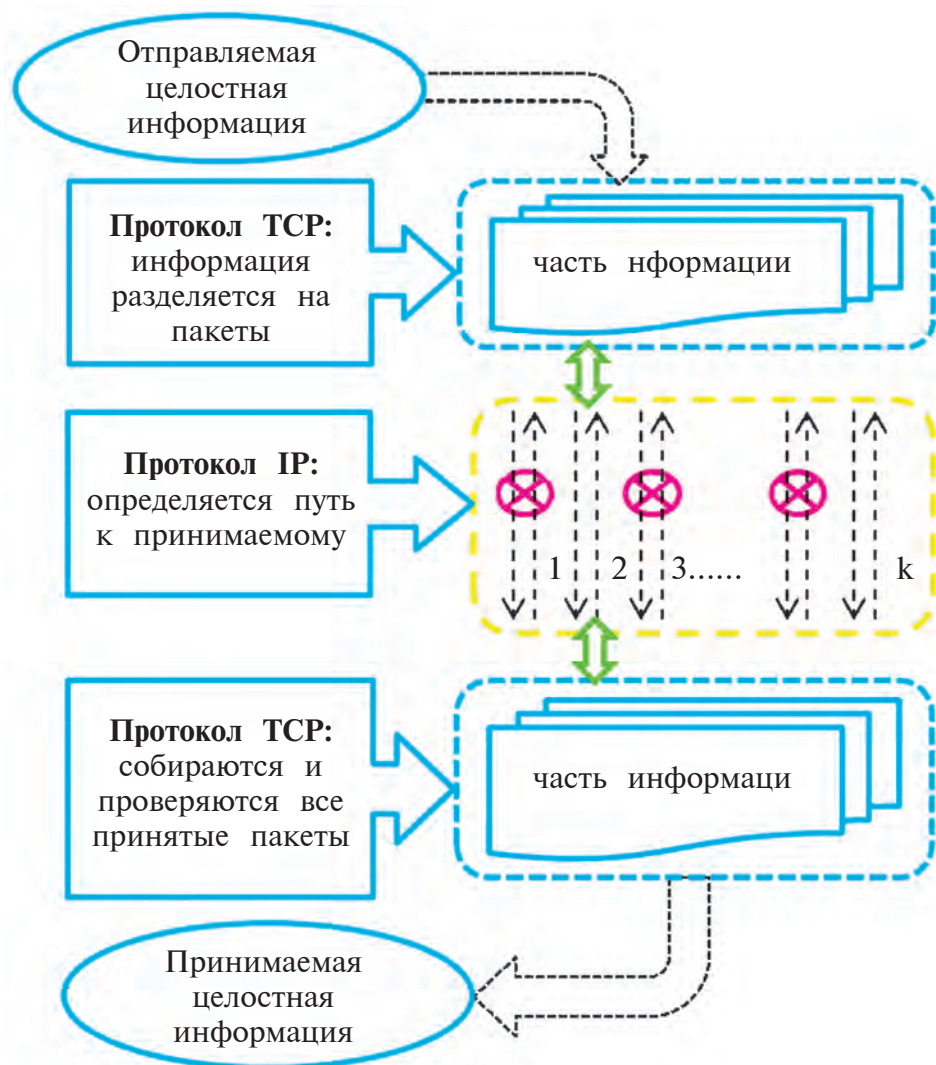 Отправляемая
целостная
информация
Протокол TCP:
информация
разделяется на
пакеты
часть нформации
Протокол IP:
определяется путь
к принимаемому
1 2 3...... k
Протокол TCP:
собираются и
проверяются все
принятые пакеты
часть информаци
Принимаемая
целостная
информация